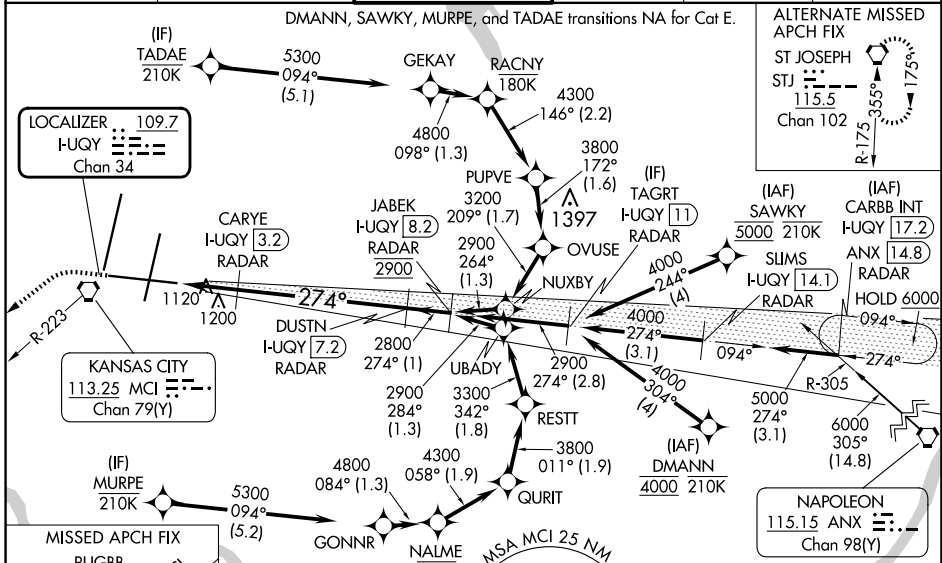 DMANN, SAWKY, MURPE, and TADAE transitions NA for Cat E.
ALTERNATE MISSED
APCH FIX
ST JOSEPH
STJ
115.5
Chan 102
R-175
355°
175°
(IF)
TADAE
210K
5300
094°
(5.1)
GEKAY
RACNY
180K
4800
098° (1.3)
4300
146° (2.2)
LOCALIZER 109.7
I-UQY
Chan 34
PUPVE
3800
172°
(1.6)
1397
3200
209° (1.7)
OVUSE
(IF)
TAGRT
I-UQY 11
RADAR
(IAF)
SAWKY
5000 210K
(IAF)
CARBB INT
I-UQY 17.2
ANX 14.8
RADAR
HOLD 6000
094°
274°
CARYE
I-UQY 3.2
RADAR
JABEK
I-UQY 8.2
RADAR
2900
2900
264°
(1.3)
NUXBY
4000
244°
(4)
SLIMS
I-UQY 14.1
RADAR
1120
1200
274°
R-223
DUSTN
I-UQY 7.2
RADAR
2800
274° (1)
UBADY
2900
274° (2.8)
4000
274°
(3.1)
094°
R-305
5000
274°
(3.1)
6000
305°
(14.8)
KANSAS CITY
113.25 MCI
Chan 79(Y)
2900
284°
(1.3)
3300
342°
(1.8)
RESTT
4000
304°
(4)
(IAF)
DMANN
4000 210K
NAPOLEON
115.15 ANX
Chan 98(Y)
(IF)
MURPE
210K
5300
094°
(5.2)
4800
084° (1.3)
4300
058° (1.9)
3800
011° (1.9)
QURIT
GONNR
NALME
MSA MCI 25 NM
MISSED APCH FIX